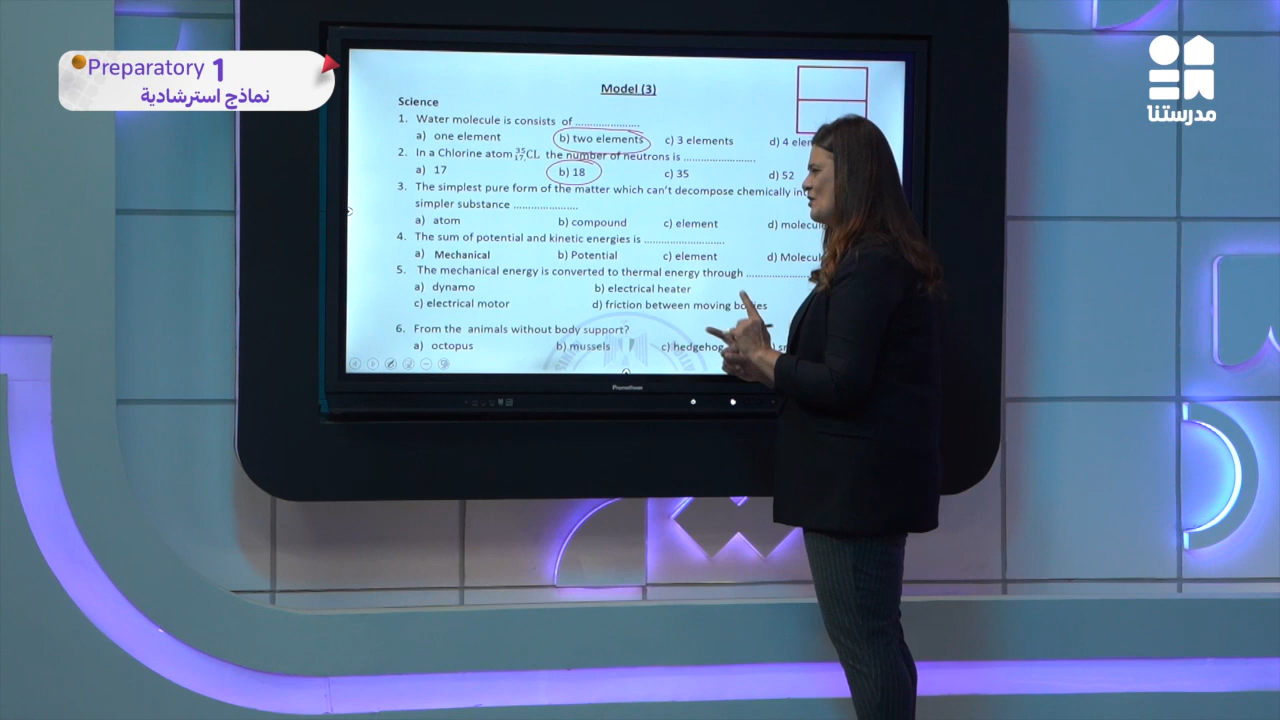 Preparatory 1
نماذج استرشادية
مدرستنا
Model (3)
Science
1. Water molecule is consists of ......................
a) one element b) two elements c) 3 elements d) 4
2. In a Chlorine atom ³⁵₁₇CL the number of neutrons is ........................
a) 17 b) 18 c) 35 d) 52
3. The simplest pure form of the matter which can't decompose chemically
simpler substance .....................
a) atom b) compound c) element d)
4. The sum of potential and kinetic energies is ...........................
a) Mechanical b) Potential c) element d)
5. The mechanical energy is converted to thermal energy through ....................
a) dynamo b) electrical heater
c) electrical motor d) friction between moving bodies
6. From the animals without body support?
a) octopus b) mussels c) hedgehog
Promethean